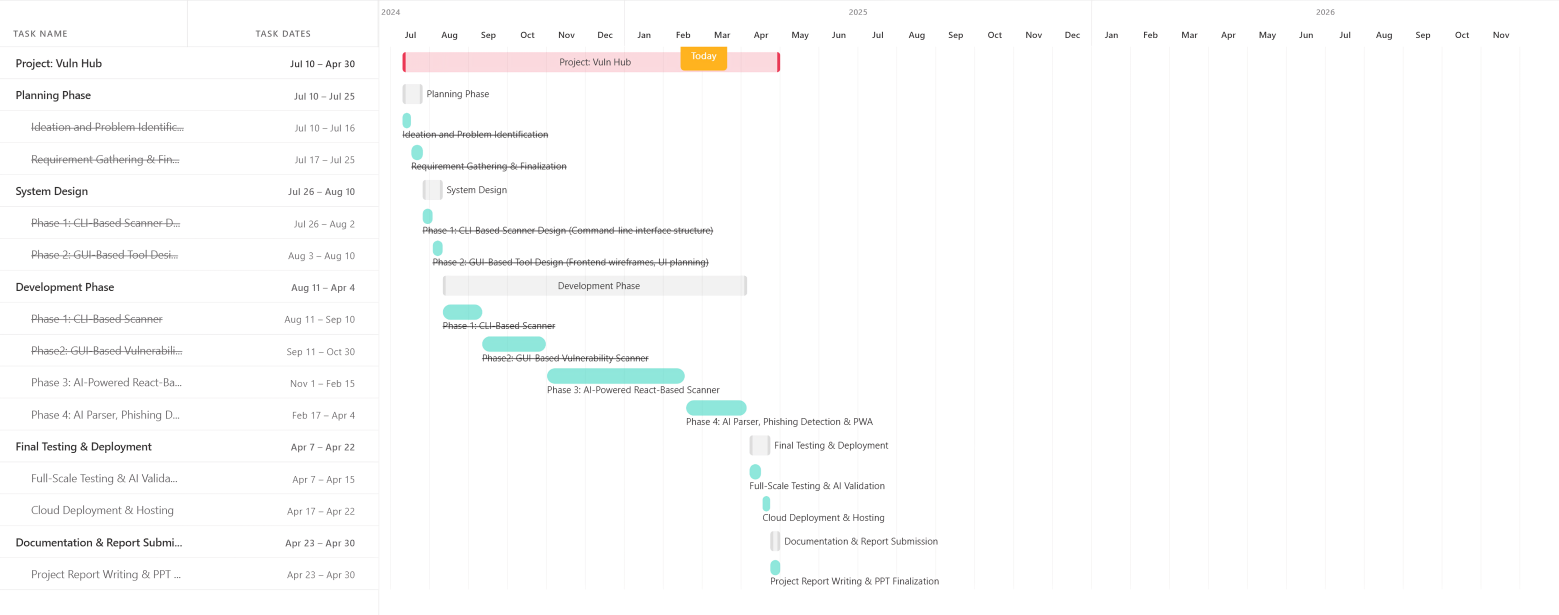 2024
2025
2026
TASK NAME
TASK DATES
Jul Aug Sep Oct Nov Dec Jan Feb Mar Apr May Jun Jul Aug Sep Oct Nov Dec Jan Feb Mar Apr May Jun Jul Aug Sep Oct Nov
Today
Project: Vuln Hub
Jul 10 – Apr 30
Project: Vuln Hub
Planning Phase
Jul 10 – Jul 25
Planning Phase
Ideation and Problem Identific...
Jul 10 – Jul 16
Ideation and Problem Identification
Requirement Gathering & Fin...
Jul 17 – Jul 25
Requirement Gathering & Finalization
System Design
Jul 26 – Aug 10
System Design
Phase 1: CLI-Based Scanner D...
Jul 26 – Aug 2
Phase 1: CLI-Based Scanner Design (Command-line interface structure)
Phase 2: GUI-Based Tool Desi...
Aug 3 – Aug 10
Phase 2: GUI-Based Tool Design (Frontend wireframes, UI planning)
Development Phase
Aug 11 – Apr 4
Development Phase
Phase 1: CLI-Based Scanner
Aug 11 – Sep 10
Phase 1: CLI-Based Scanner
Phase2: GUI-Based Vulnerabili...
Sep 11 – Oct 30
Phase2: GUI-Based Vulnerability Scanner
Phase 3: AI-Powered React-Ba...
Nov 1 – Feb 15
Phase 3: AI-Powered React-Based Scanner
Phase 4: AI Parser, Phishing D...
Feb 17 – Apr 4
Phase 4: AI Parser, Phishing Detection & PWA
Final Testing & Deployment
Apr 7 – Apr 22
Final Testing & Deployment
Full-Scale Testing & AI Valida...
Apr 7 – Apr 15
Full-Scale Testing & AI Validation
Cloud Deployment & Hosting
Apr 17 – Apr 22
Cloud Deployment & Hosting
Documentation & Report Submi...
Apr 23 – Apr 30
Documentation & Report Submission
Project Report Writing & PPT ...
Apr 23 – Apr 30
Project Report Writing & PPT Finalization